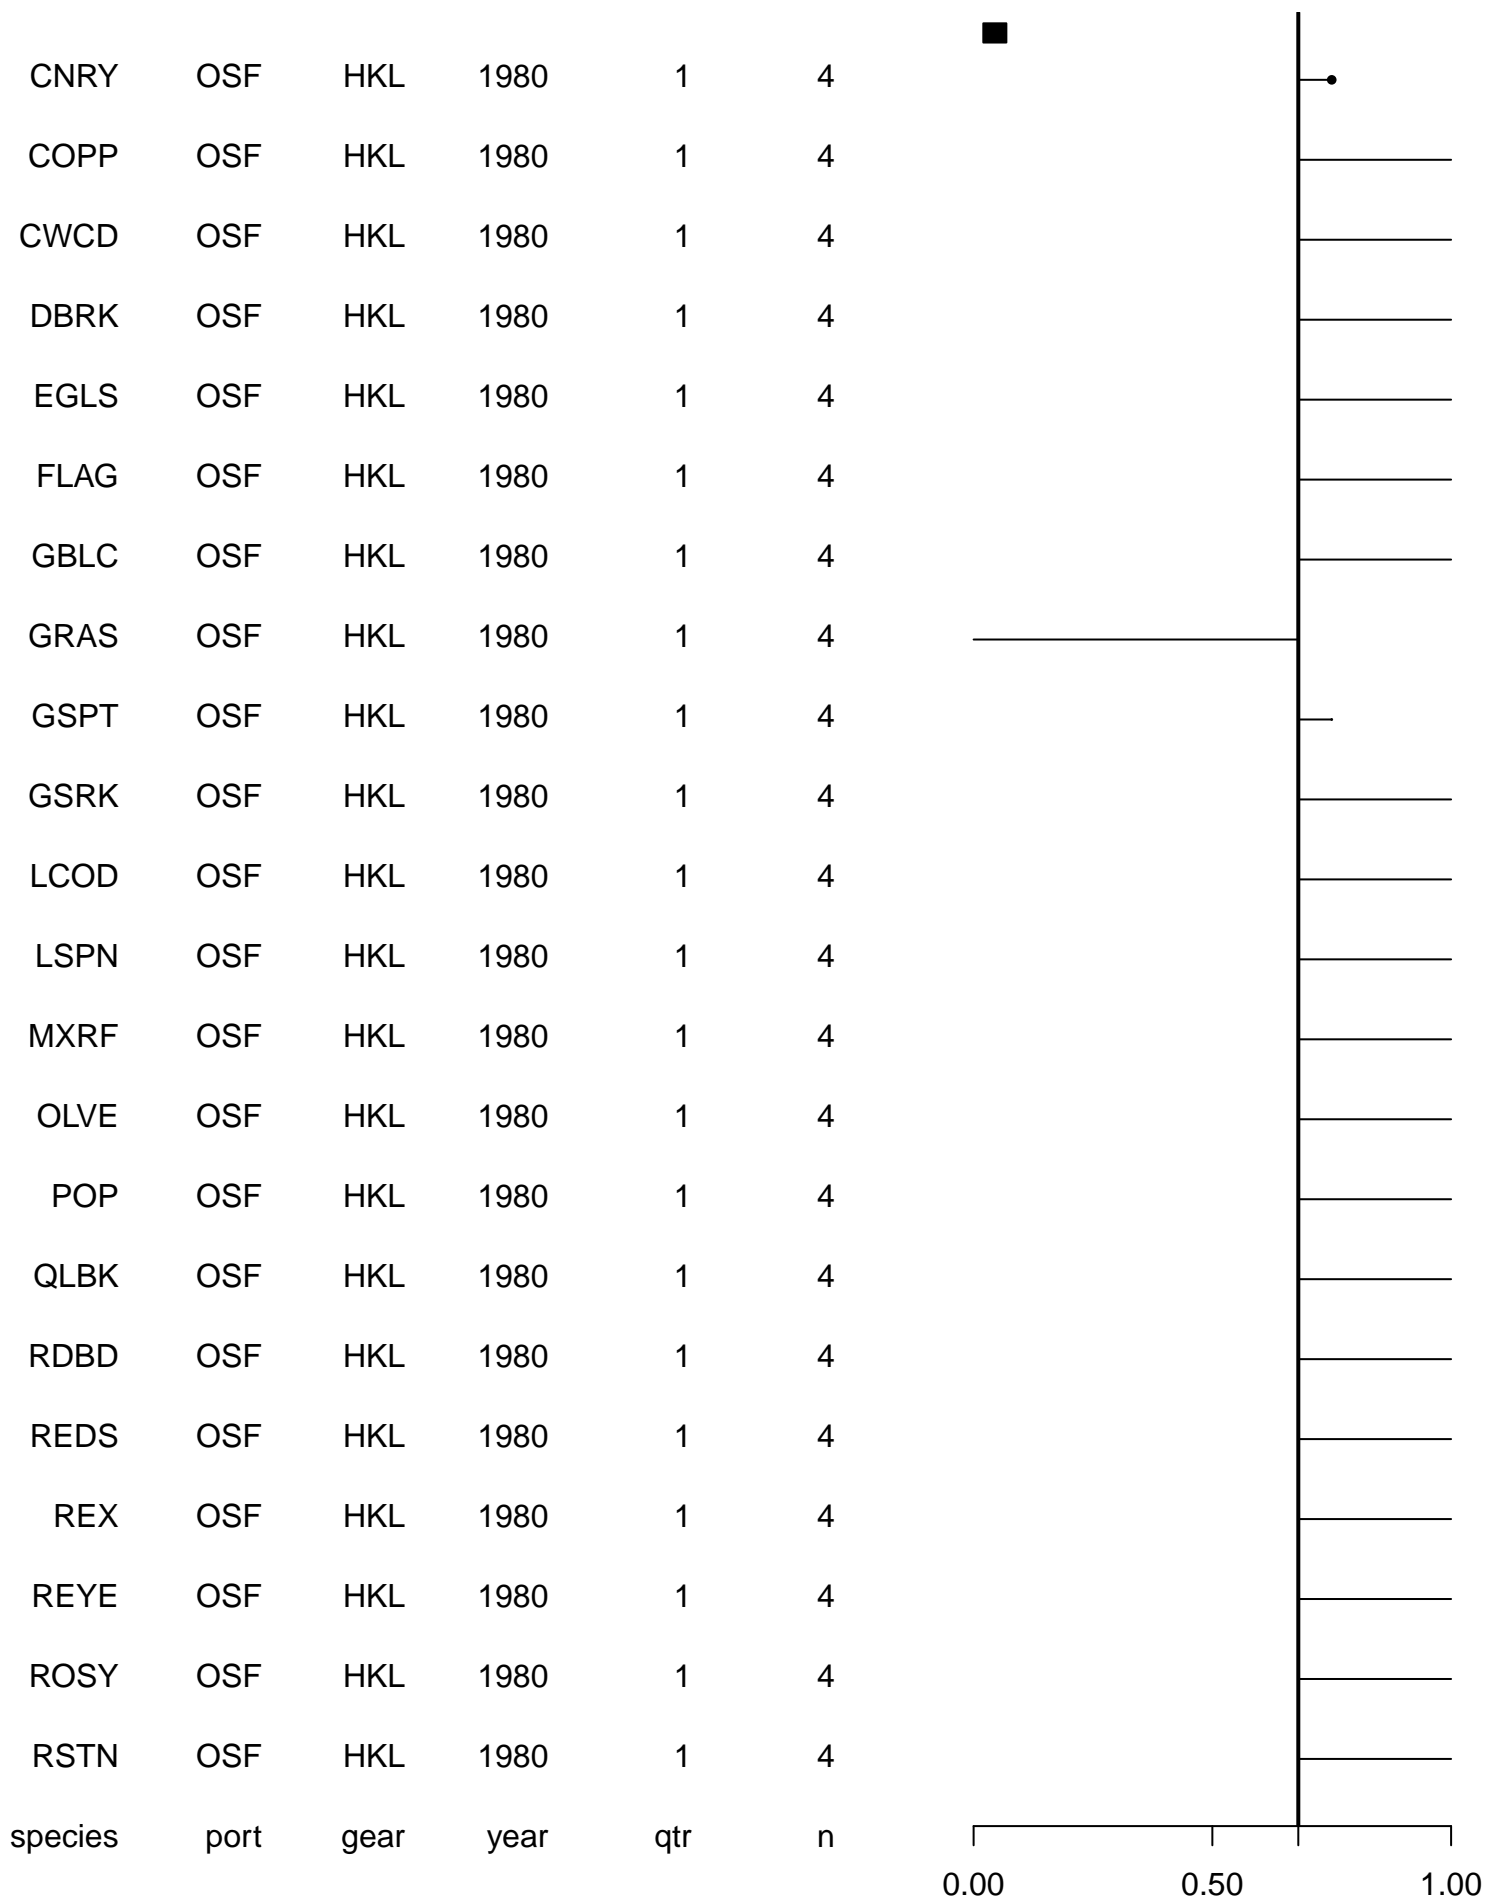 CNRY OSF HKL 1980 1 4
COPP OSF HKL 1980 1 4
CWCD OSF HKL 1980 1 4
DBRK OSF HKL 1980 1 4
EGLS OSF HKL 1980 1 4
FLAG OSF HKL 1980 1 4
GBLC OSF HKL 1980 1 4
GRAS OSF HKL 1980 1 4
GSPT OSF HKL 1980 1 4
GSRK OSF HKL 1980 1 4
LCOD OSF HKL 1980 1 4
LSPN OSF HKL 1980 1 4
MXRF OSF HKL 1980 1 4
OLVE OSF HKL 1980 1 4
POP OSF HKL 1980 1 4
QLBK OSF HKL 1980 1 4
RDBD OSF HKL 1980 1 4
REDS OSF HKL 1980 1 4
REX OSF HKL 1980 1 4
REYE OSF HKL 1980 1 4
ROSY OSF HKL 1980 1 4
RSTN OSF HKL 1980 1 4
species port gear year qtr n
0.00 0.50 1.00